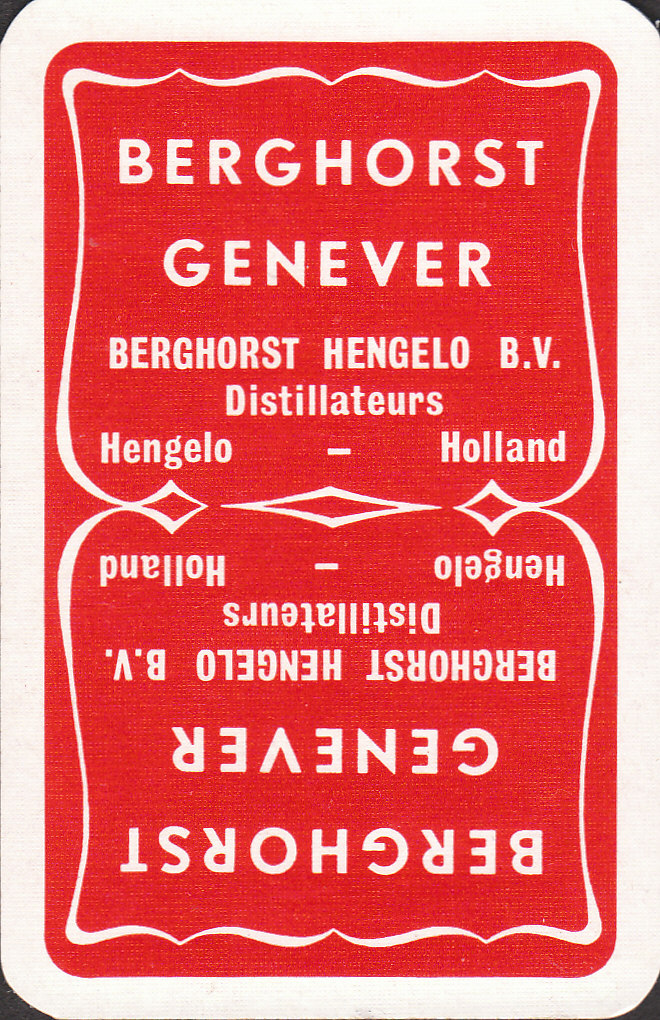 BERGHORST
GENEVER
BERGHORST HENGELO B.V.
Distillateurs
Hengelo – Holland
Hengelo – Holland
Distillateurs
BERGHORST HENGELO B.V.
GENEVER
BERGHORST